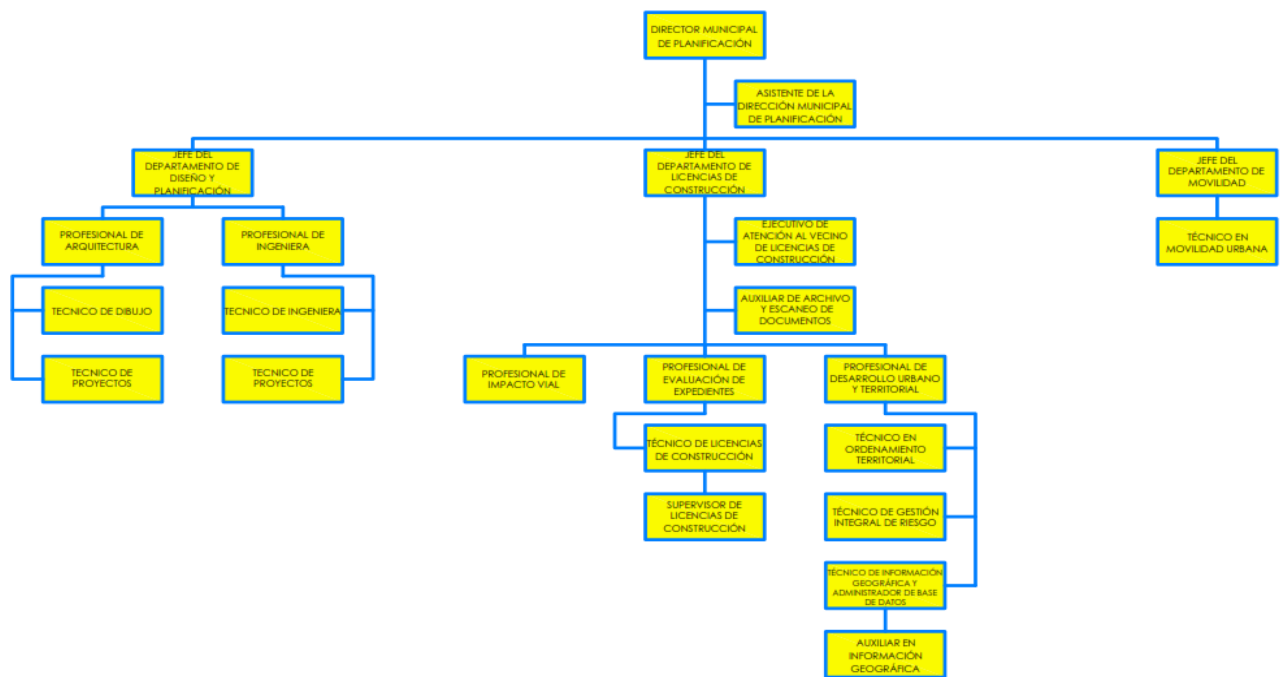 DIRECTOR MUNICIPAL
DE PLANIFICACIÓN
ASISTENTE DE LA
DIRECCIÓN MUNICIPAL
DE PLANIFICACIÓN
JEFE DEL
DEPARTAMENTO DE
DISEÑO Y
PLANIFICACIÓN
JEFE DEL
DEPARTAMENTO DE
LICENCIAS DE
CONSTRUCCIÓN
JEFE DEL
DEPARTAMENTO DE
MOVILIDAD
PROFESIONAL DE
ARQUITECTURA
PROFESIONAL DE
INGENIERA
EJECUTIVO DE
ATENCIÓN AL VECINO
DE LICENCIAS DE
CONSTRUCCIÓN
TÉCNICO EN
MOVILIDAD URBANA
TECNICO DE DIBUJO
TECNICO DE INGENIERA
AUXILIAR DE ARCHIVO
Y ESCANEO DE
DOCUMENTOS
TECNICO DE
PROYECTOS
TECNICO DE
PROYECTOS
PROFESIONAL DE
IMPACTO VIAL
PROFESIONAL DE
EVALUACIÓN DE
EXPEDIENTES
PROFESIONAL DE
DESARROLLO URBANO
Y TERRITORIAL
TÉCNICO DE LICENCIAS
DE CONSTRUCCIÓN
TÉCNICO EN
ORDENAMIENTO
TERRITORIAL
SUPERVISOR DE
LICENCIAS DE
CONSTRUCCIÓN
TÉCNICO DE GESTIÓN
INTEGRAL DE RIESGO
TÉCNICO DE INFORMACIÓN
GEOGRÁFICA Y
ADMINISTRADOR DE BASE
DE DATOS
AUXILIAR EN
INFORMACIÓN
GEOGRÁFICA